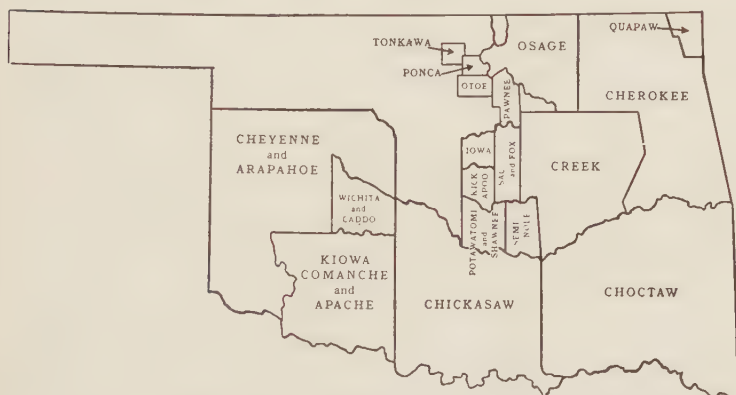 TONKAWA
PONCA
OTOE
OSAGE
QUAPAW
PAWNEE
CHEROKEE
CHEYENNE
and
ARAPAHOE
IOWA
SAC
and FOX
CREEK
KICK
APOO
WICHITA
and
CADDO
POTAWATOMI
and
SHAWNEE
SEMI
NOLE
KIOWA
COMANCHE
and
APACHE
CHICKASAW
CHOCTAW